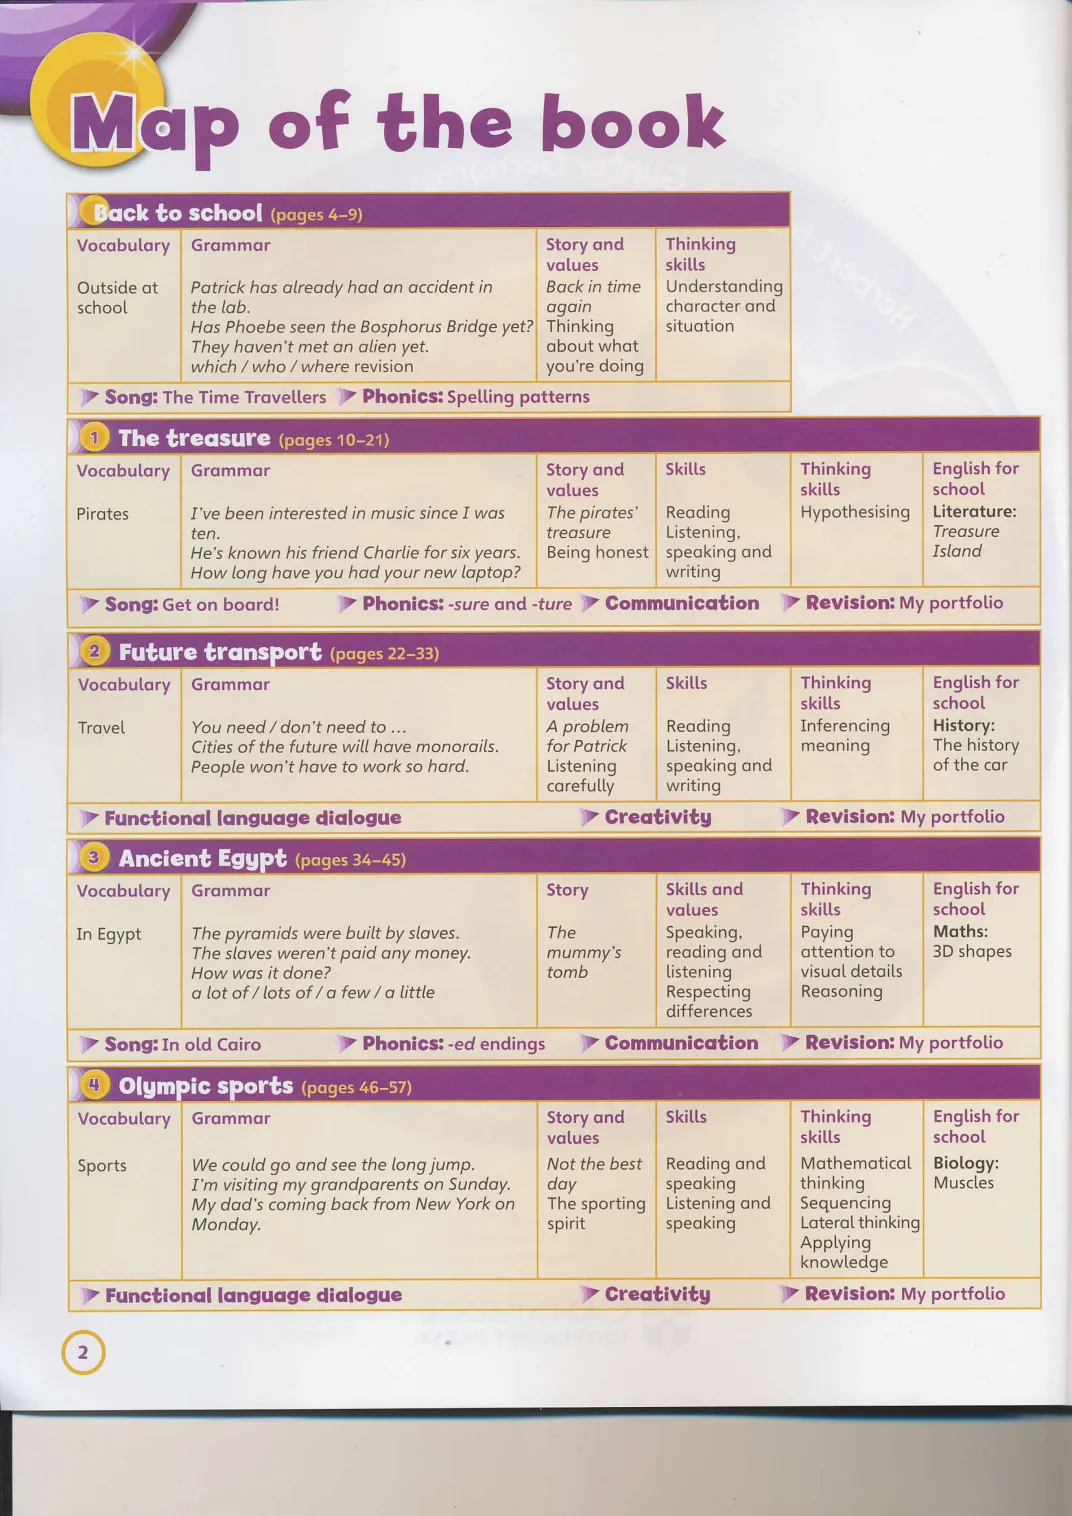 Map of the book
Back to school (pages 4–9)
Vocabulary
Outside at
school
Grammar
Patrick has already had an accident in
the lab.
Has Phoebe seen the Bosphorus Bridge yet?
They haven't met an alien yet.
which / who / where revision
Story and
values
Back in time
again
Thinking
about what
you're doing
Thinking
skills
Understanding
character and
situation
Song: The Time Travellers Phonics: Spelling patterns
1 The treasure (pages 10–21)
Vocabulary
Pirates
Grammar
I've been interested in music since I was
ten.
He's known his friend Charlie for six years.
How long have you had your new laptop?
Story and
values
The pirates'
treasure
Being honest
Skills
Reading
Listening,
speaking and
writing
Thinking
skills
Hypothesising
English for
school
Literature:
Treasure
Island
Song: Get on board! Phonics: -sure and -ture Communication Revision: My portfolio
2 Future transport (pages 22–33)
Vocabulary
Travel
Grammar
You need / don't need to ...
Cities of the future will have monorails.
People won't have to work so hard.
Story and
values
A problem
for Patrick
Listening
carefully
Skills
Reading
Listening,
speaking and
writing
Thinking
skills
Inferencing
meaning
English for
school
History:
The history
of the car
Functional language dialogue Creativity Revision: My portfolio
3 Ancient Egypt (pages 34–45)
Vocabulary
In Egypt
Grammar
The pyramids were built by slaves.
The slaves weren't paid any money.
How was it done?
a lot of / lots of / a few / a little
Story
The
mummy's
tomb
Skills and
values
Speaking,
reading and
listening
Respecting
differences
Thinking
skills
Paying
attention to
visual details
Reasoning
English for
school
Maths:
3D shapes
Song: In old Cairo Phonics: -ed endings Communication Revision: My portfolio
4 Olympic sports (pages 46–57)
Vocabulary
Sports
Grammar
We could go and see the long jump.
I'm visiting my grandparents on Sunday.
My dad's coming back from New York on
Monday.
Story and
values
Not the best
day
The sporting
spirit
Skills
Reading and
speaking
Listening and
speaking
Thinking
skills
Mathematical
thinking
Sequencing
Lateral thinking
Applying
knowledge
English for
school
Biology:
Muscles
Functional language dialogue Creativity Revision: My portfolio
2